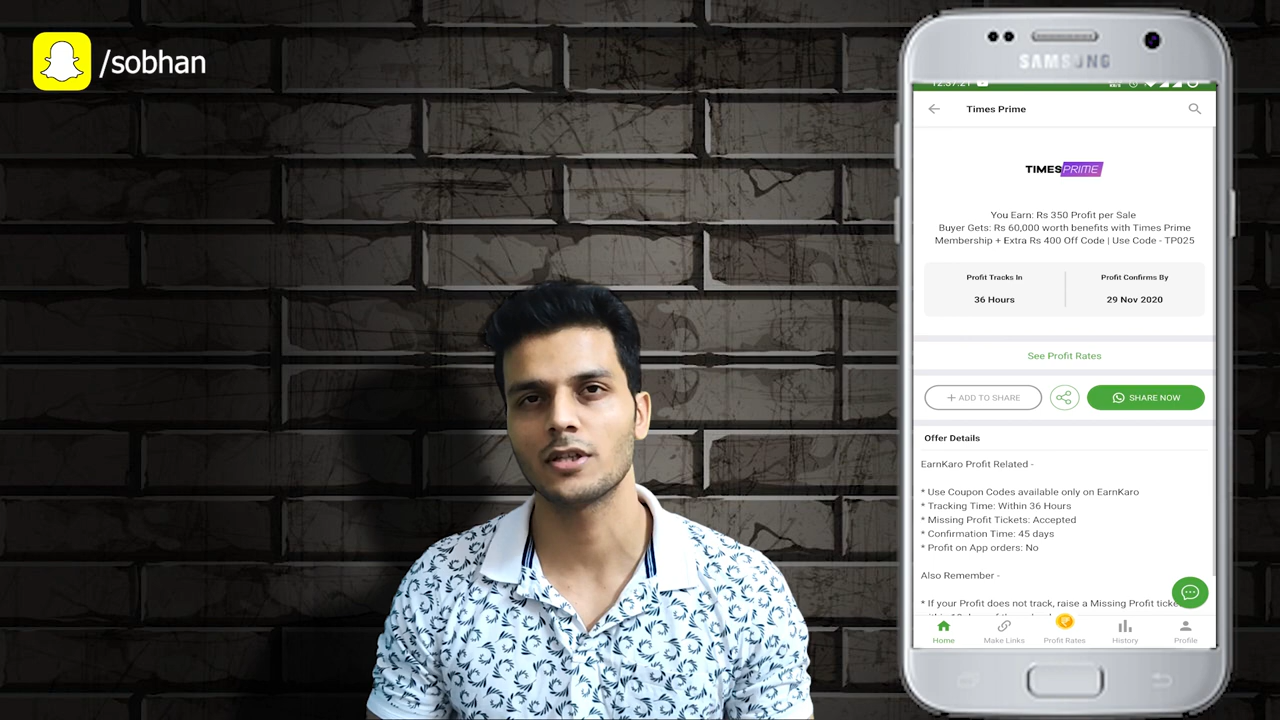 /sobhan
SAMSUNG
12:37:21
Times Prime
TIMES PRIME
You Earn: Rs 350 Profit per Sale
Buyer Gets: Rs 60,000 worth benefits with Times Prime
Membership + Extra Rs 400 Off Code | Use Code - TP025
Profit Tracks In
Profit Confirms By
36 Hours
29 Nov 2020
See Profit Rates
+ ADD TO SHARE
SHARE NOW
Offer Details
EarnKaro Profit Related -
* Use Coupon Codes available only on EarnKaro
* Tracking Time: Within 36 Hours
* Missing Profit Tickets: Accepted
* Confirmation Time: 45 days
* Profit on App orders: No
Also Remember -
* If your Profit does not track, raise a Missing Profit
Home
Make Links
Profit Rates
History
Profile